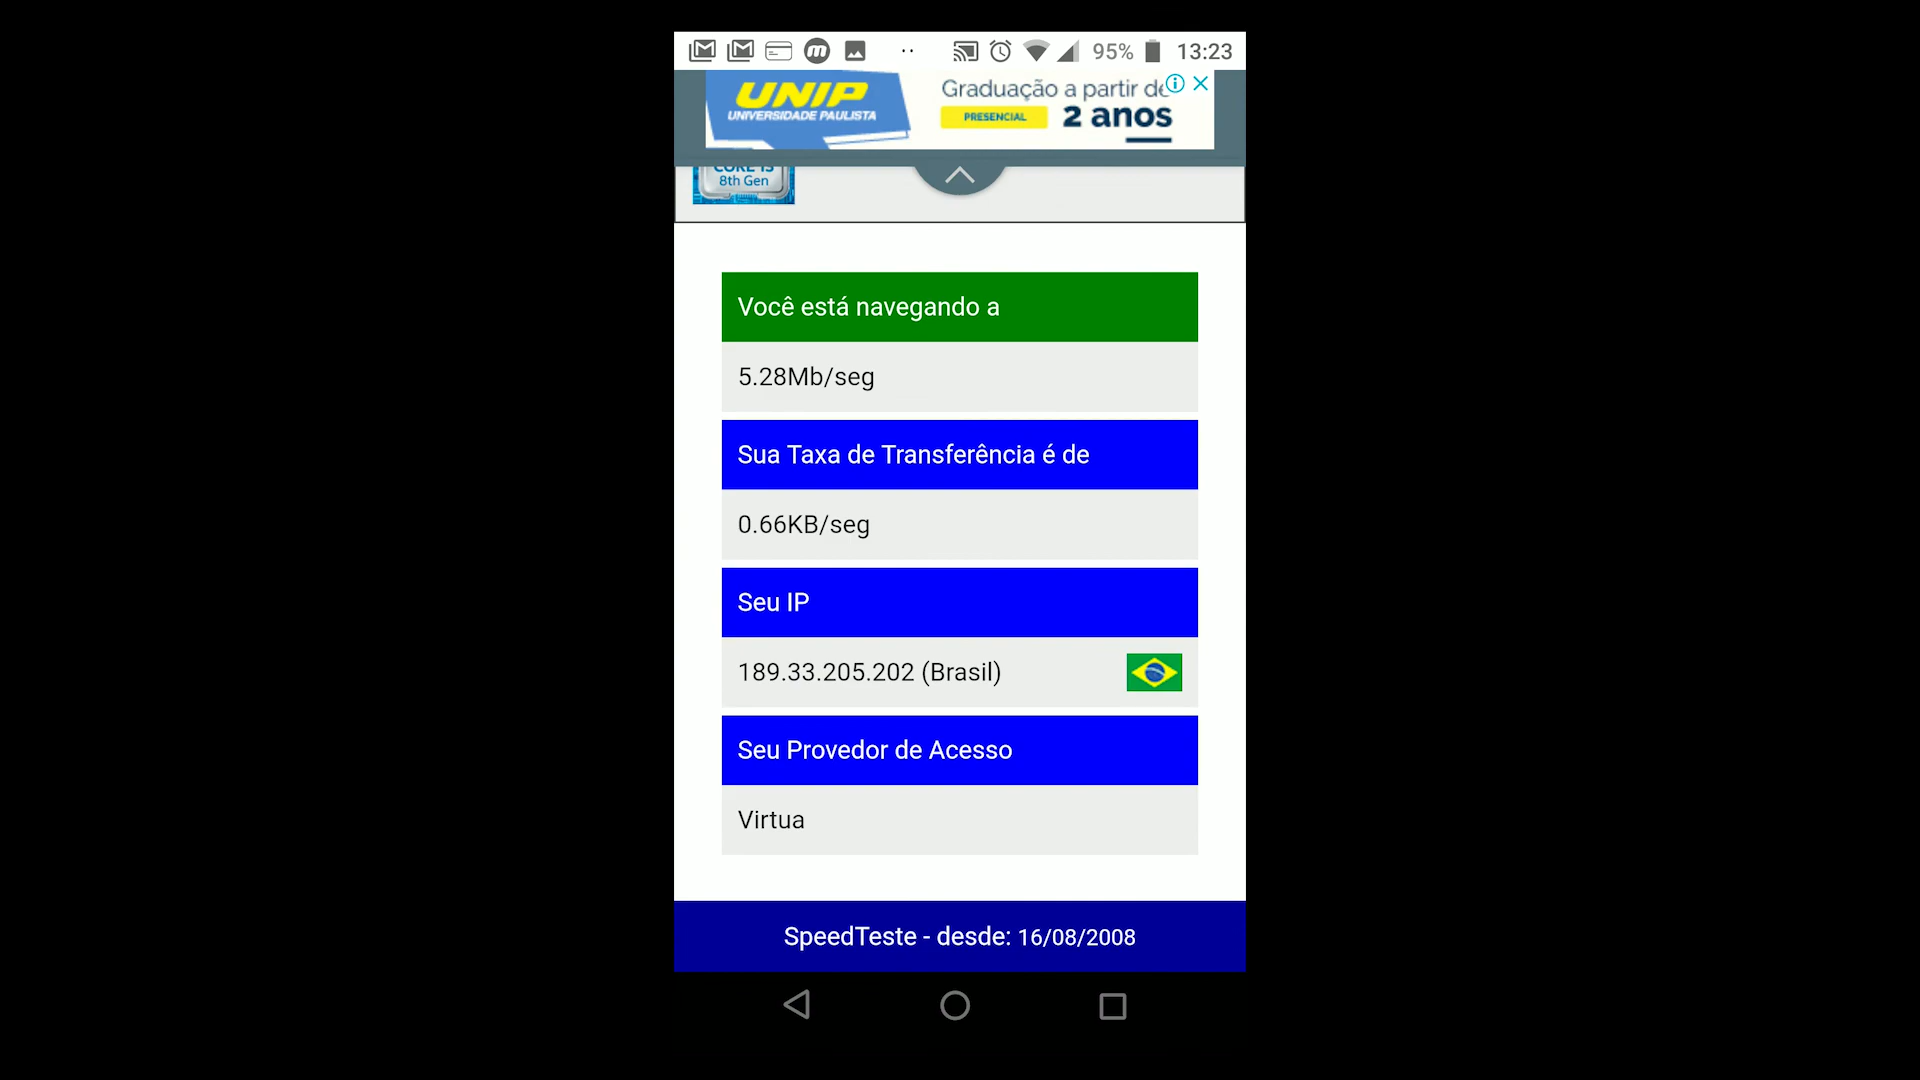 95% 13:23
UNIP
UNIVERSIDADE PAULISTA
Graduação a partir de
PRESENCIAL
2 anos
CORE i3
8th Gen
Você está navegando a
5.28Mb/seg
Sua Taxa de Transferência é de
0.66KB/seg
Seu IP
189.33.205.202 (Brasil)
Seu Provedor de Acesso
Virtua
SpeedTeste - desde: 16/08/2008